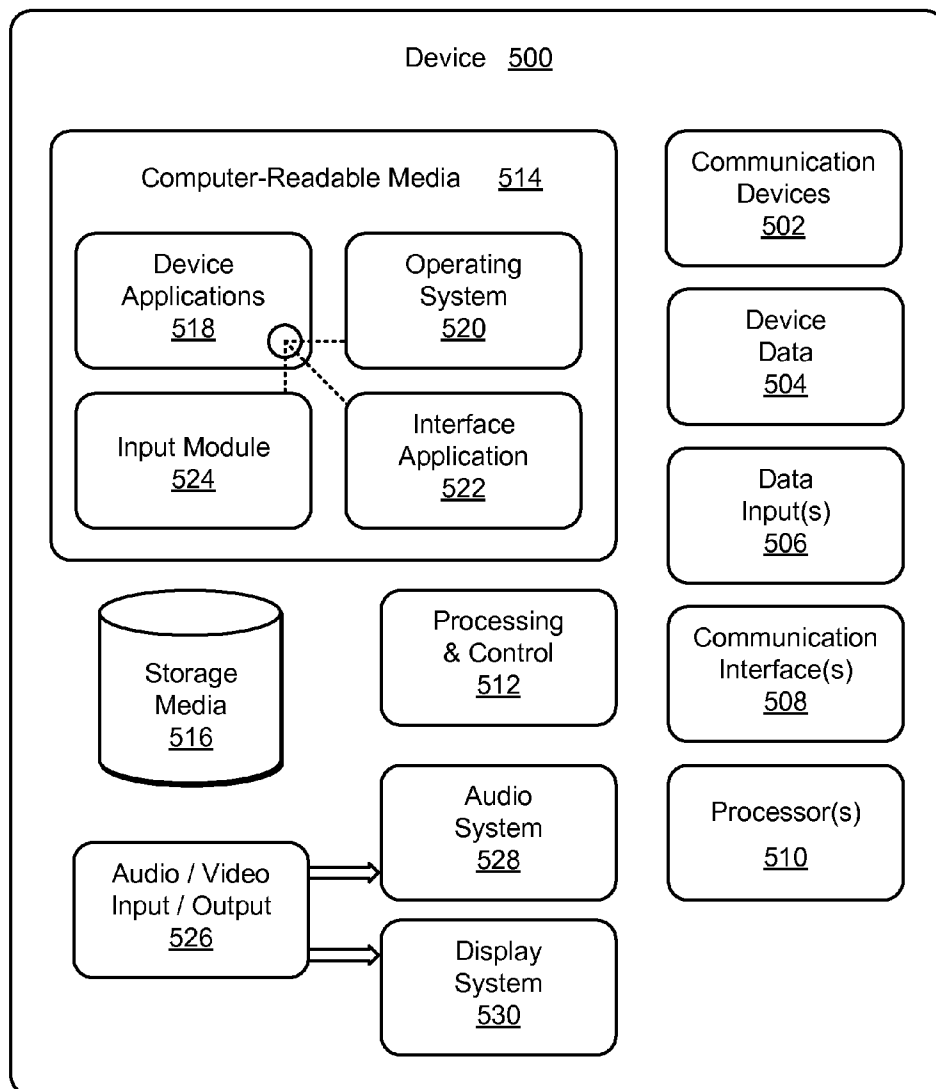 Device 500
Computer-Readable Media 514
Device
Applications
518
Operating
System
520
Input Module
524
Interface
Application
522
Communication
Devices
502
Device
Data
504
Data
Input(s)
506
Communication
Interface(s)
508
Processor(s)
510
Storage
Media
516
Processing
& Control
512
Audio / Video
Input / Output
526
Audio
System
528
Display
System
530